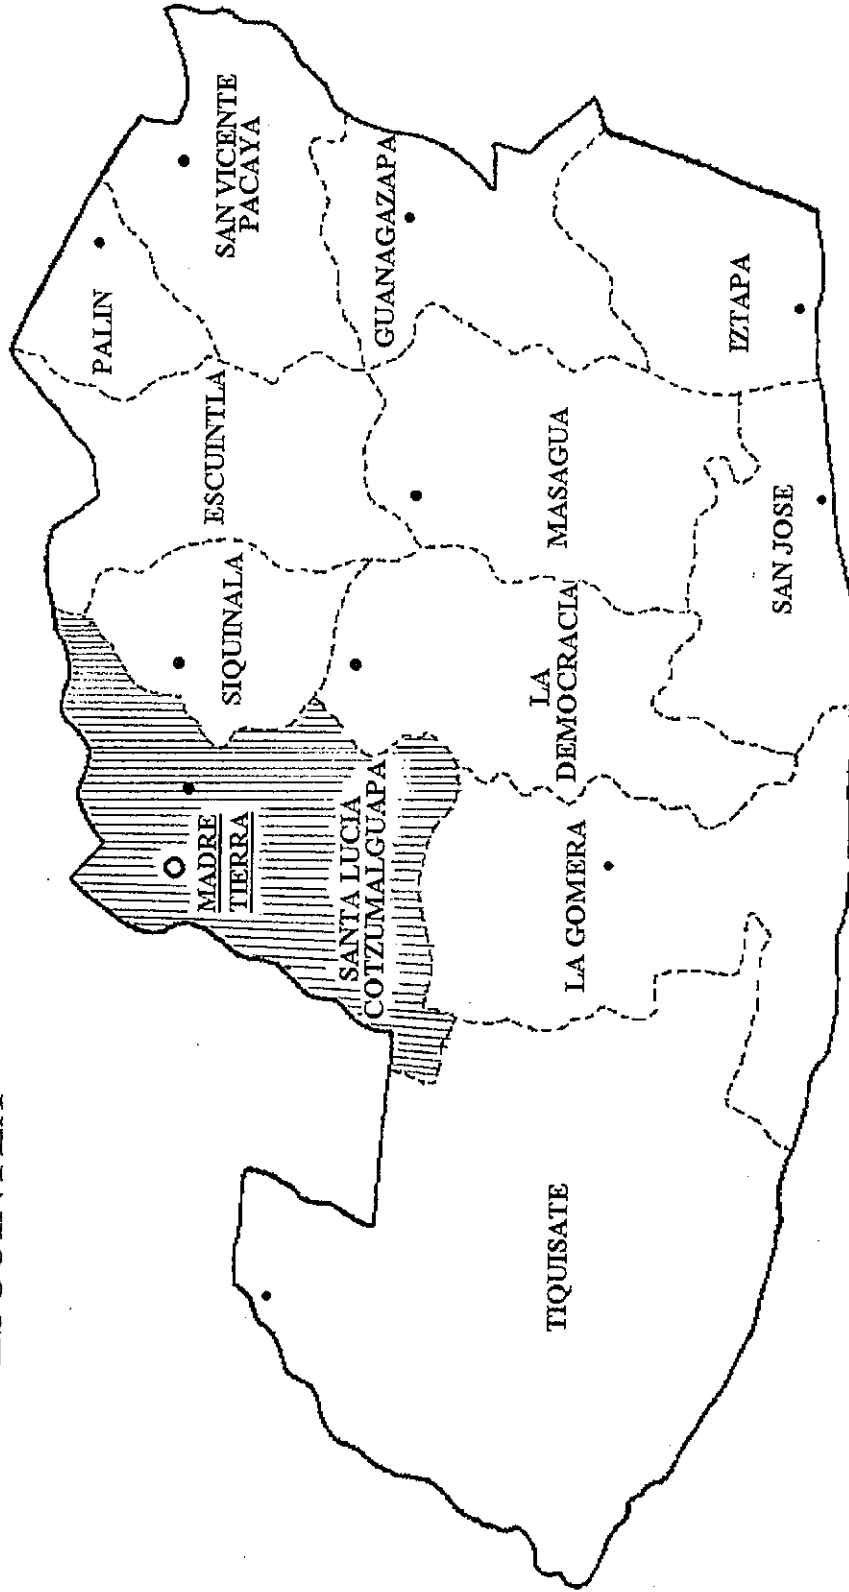 PALIN
MADRE
TIERRA
ESCUINTLA
SIQUINALA
SAN VICENTE
PACAYA
SANTA LUCIA
COTZUMALGUAPA
GUANAGAZAPA
TIQUISATE
LA GOMERA
LA
DEMOCRACIA
MASAGUA
IZTAPA
SAN JOSE